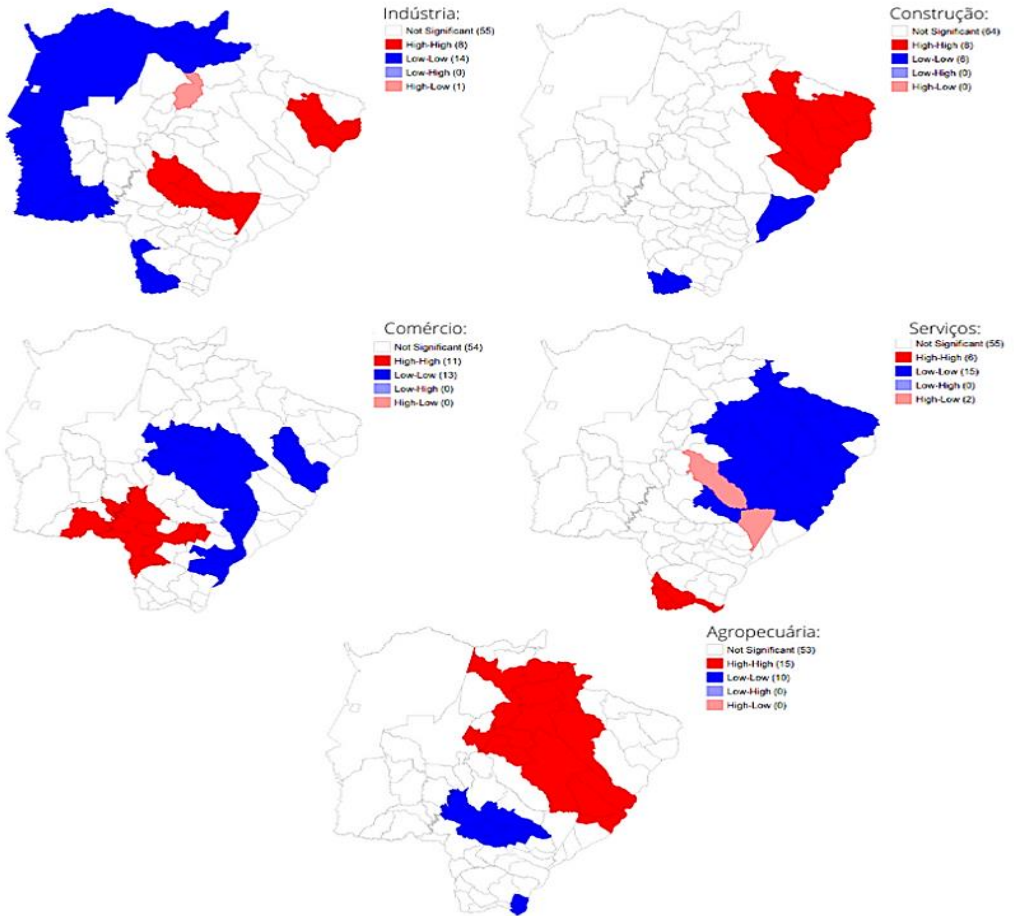 Indústria:
Not Significant (55)
High-High (8)
Low-Low (14)
Low-High (0)
High-Low (1)
Construção:
Not Significant (64)
High-High (8)
Low-Low (6)
Low-High (0)
High-Low (0)
Comércio:
Not Significant (54)
High-High (11)
Low-Low (13)
Low-High (0)
High-Low (0)
Serviços:
Not Significant (55)
High-High (6)
Low-Low (15)
Low-High (0)
High-Low (2)
Agropecuária:
Not Significant (53)
High-High (15)
Low-Low (10)
Low-High (0)
High-Low (0)